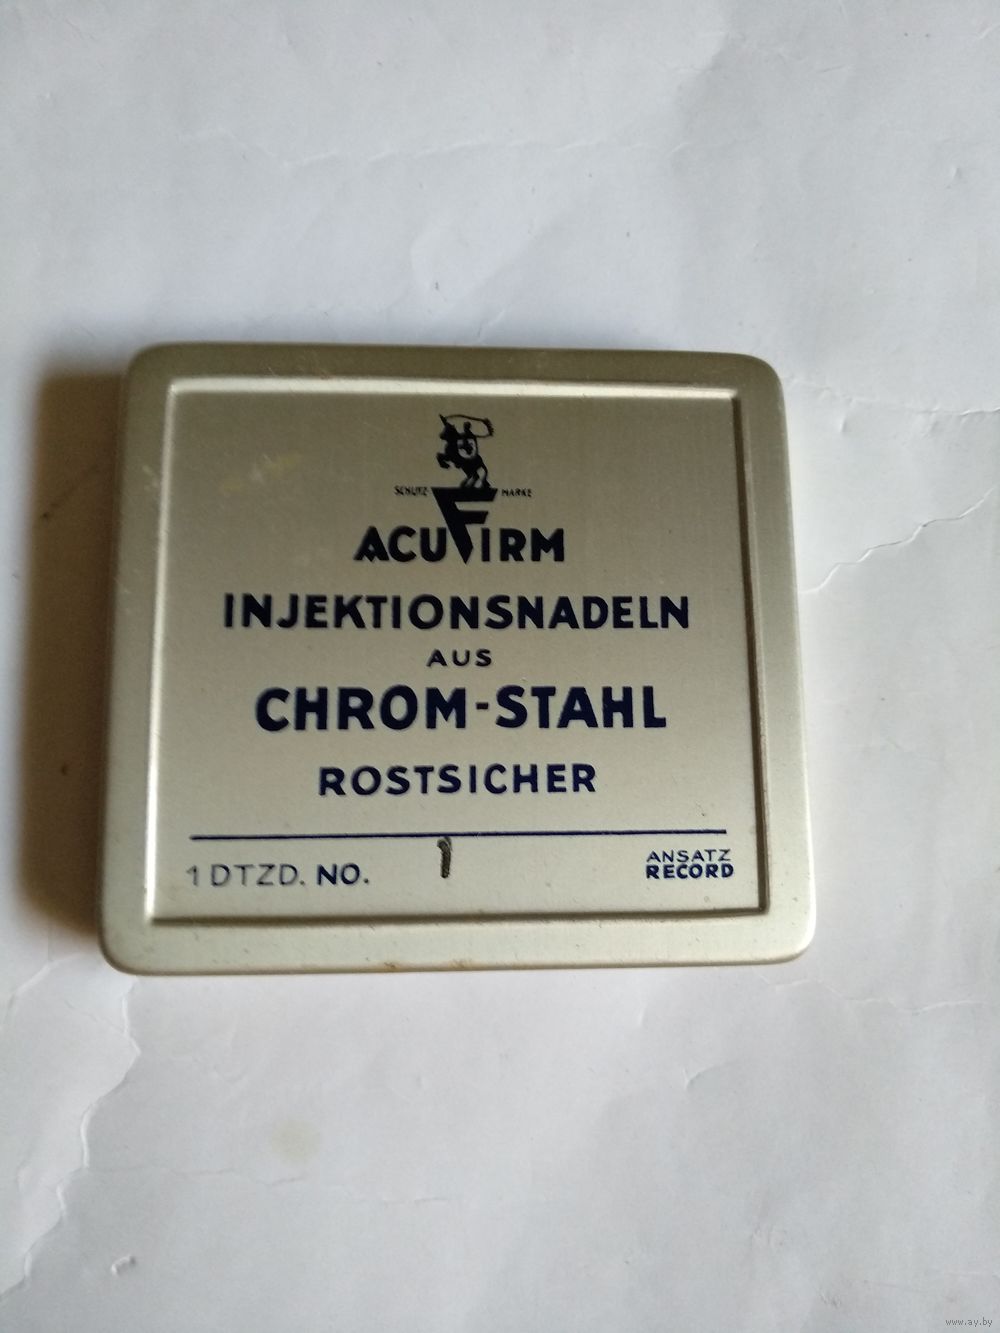 SCHUTZ MARKE
ACUFIRM
INJEKTIONSNADELN
AUS
CHROM-STAHL
ROSTSICHER
1 DTZD. NO. 1
ANSATZ
RECORD
www.ay.by